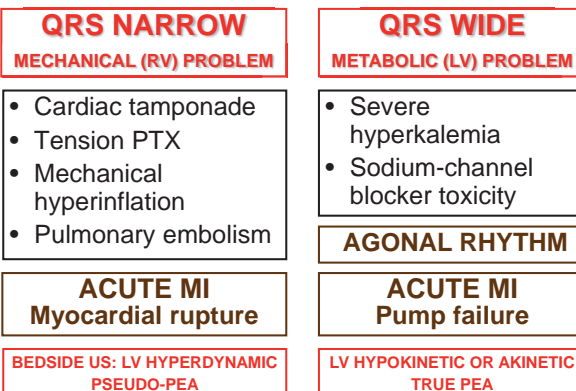 QRS NARROW
MECHANICAL (RV) PROBLEM
• Cardiac tamponade
• Tension PTX
• Mechanical
hyperinflation
• Pulmonary embolism
ACUTE MI
Myocardial rupture
BEDSIDE US: LV HYPERDYNAMIC
PSEUDO-PEA
QRS WIDE
METABOLIC (LV) PROBLEM
• Severe
hyperkalemia
• Sodium-channel
blocker toxicity
AGONAL RHYTHM
ACUTE MI
Pump failure
LV HYPOKINETIC OR AKINETIC
TRUE PEA